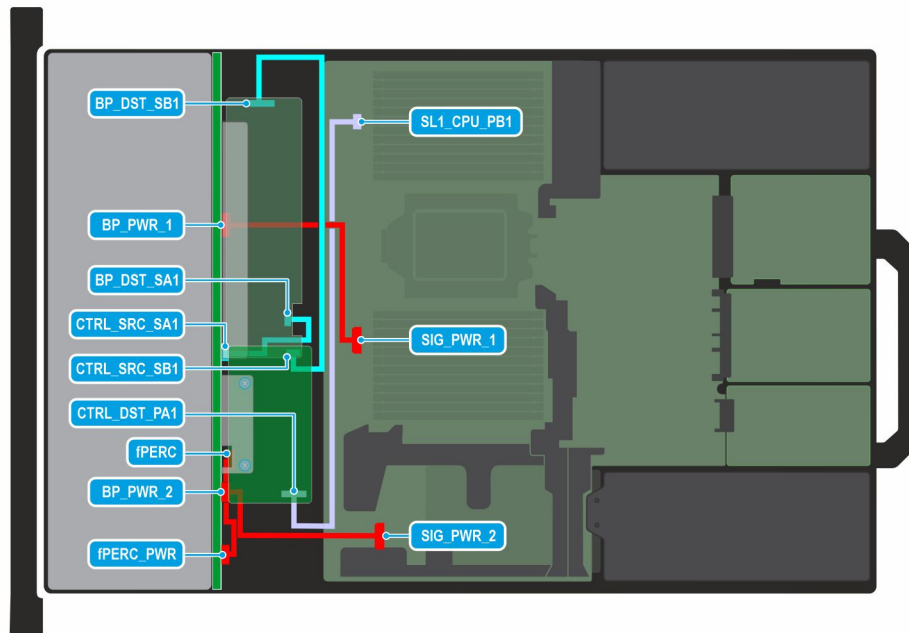 BP_DST_SB1
SL1_CPU_PB1
BP_PWR_1
BP_DST_SA1
CTRL_SRC_SA1
SIG_PWR_1
CTRL_SRC_SB1
CTRL_DST_PA1
fPERC
BP_PWR_2
SIG_PWR_2
fPERC_PWR